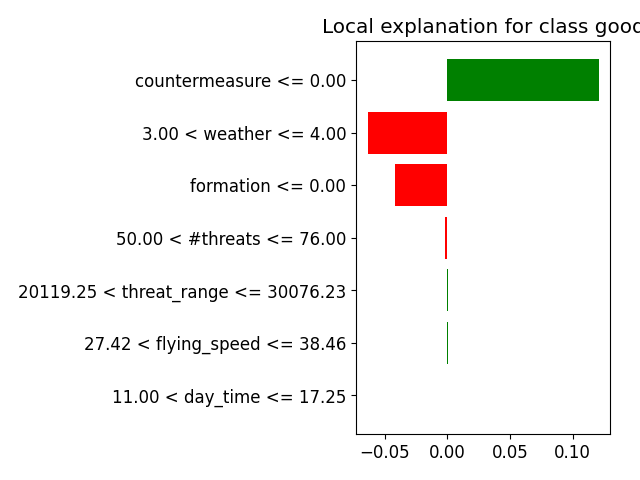 Local explanation for class good
countermeasure <= 0.00
3.00 < weather <= 4.00
formation <= 0.00
50.00 < #threats <= 76.00
20119.25 < threat_range <= 30076.23
27.42 < flying_speed <= 38.46
11.00 < day_time <= 17.25
−0.05 0.00 0.05 0.10